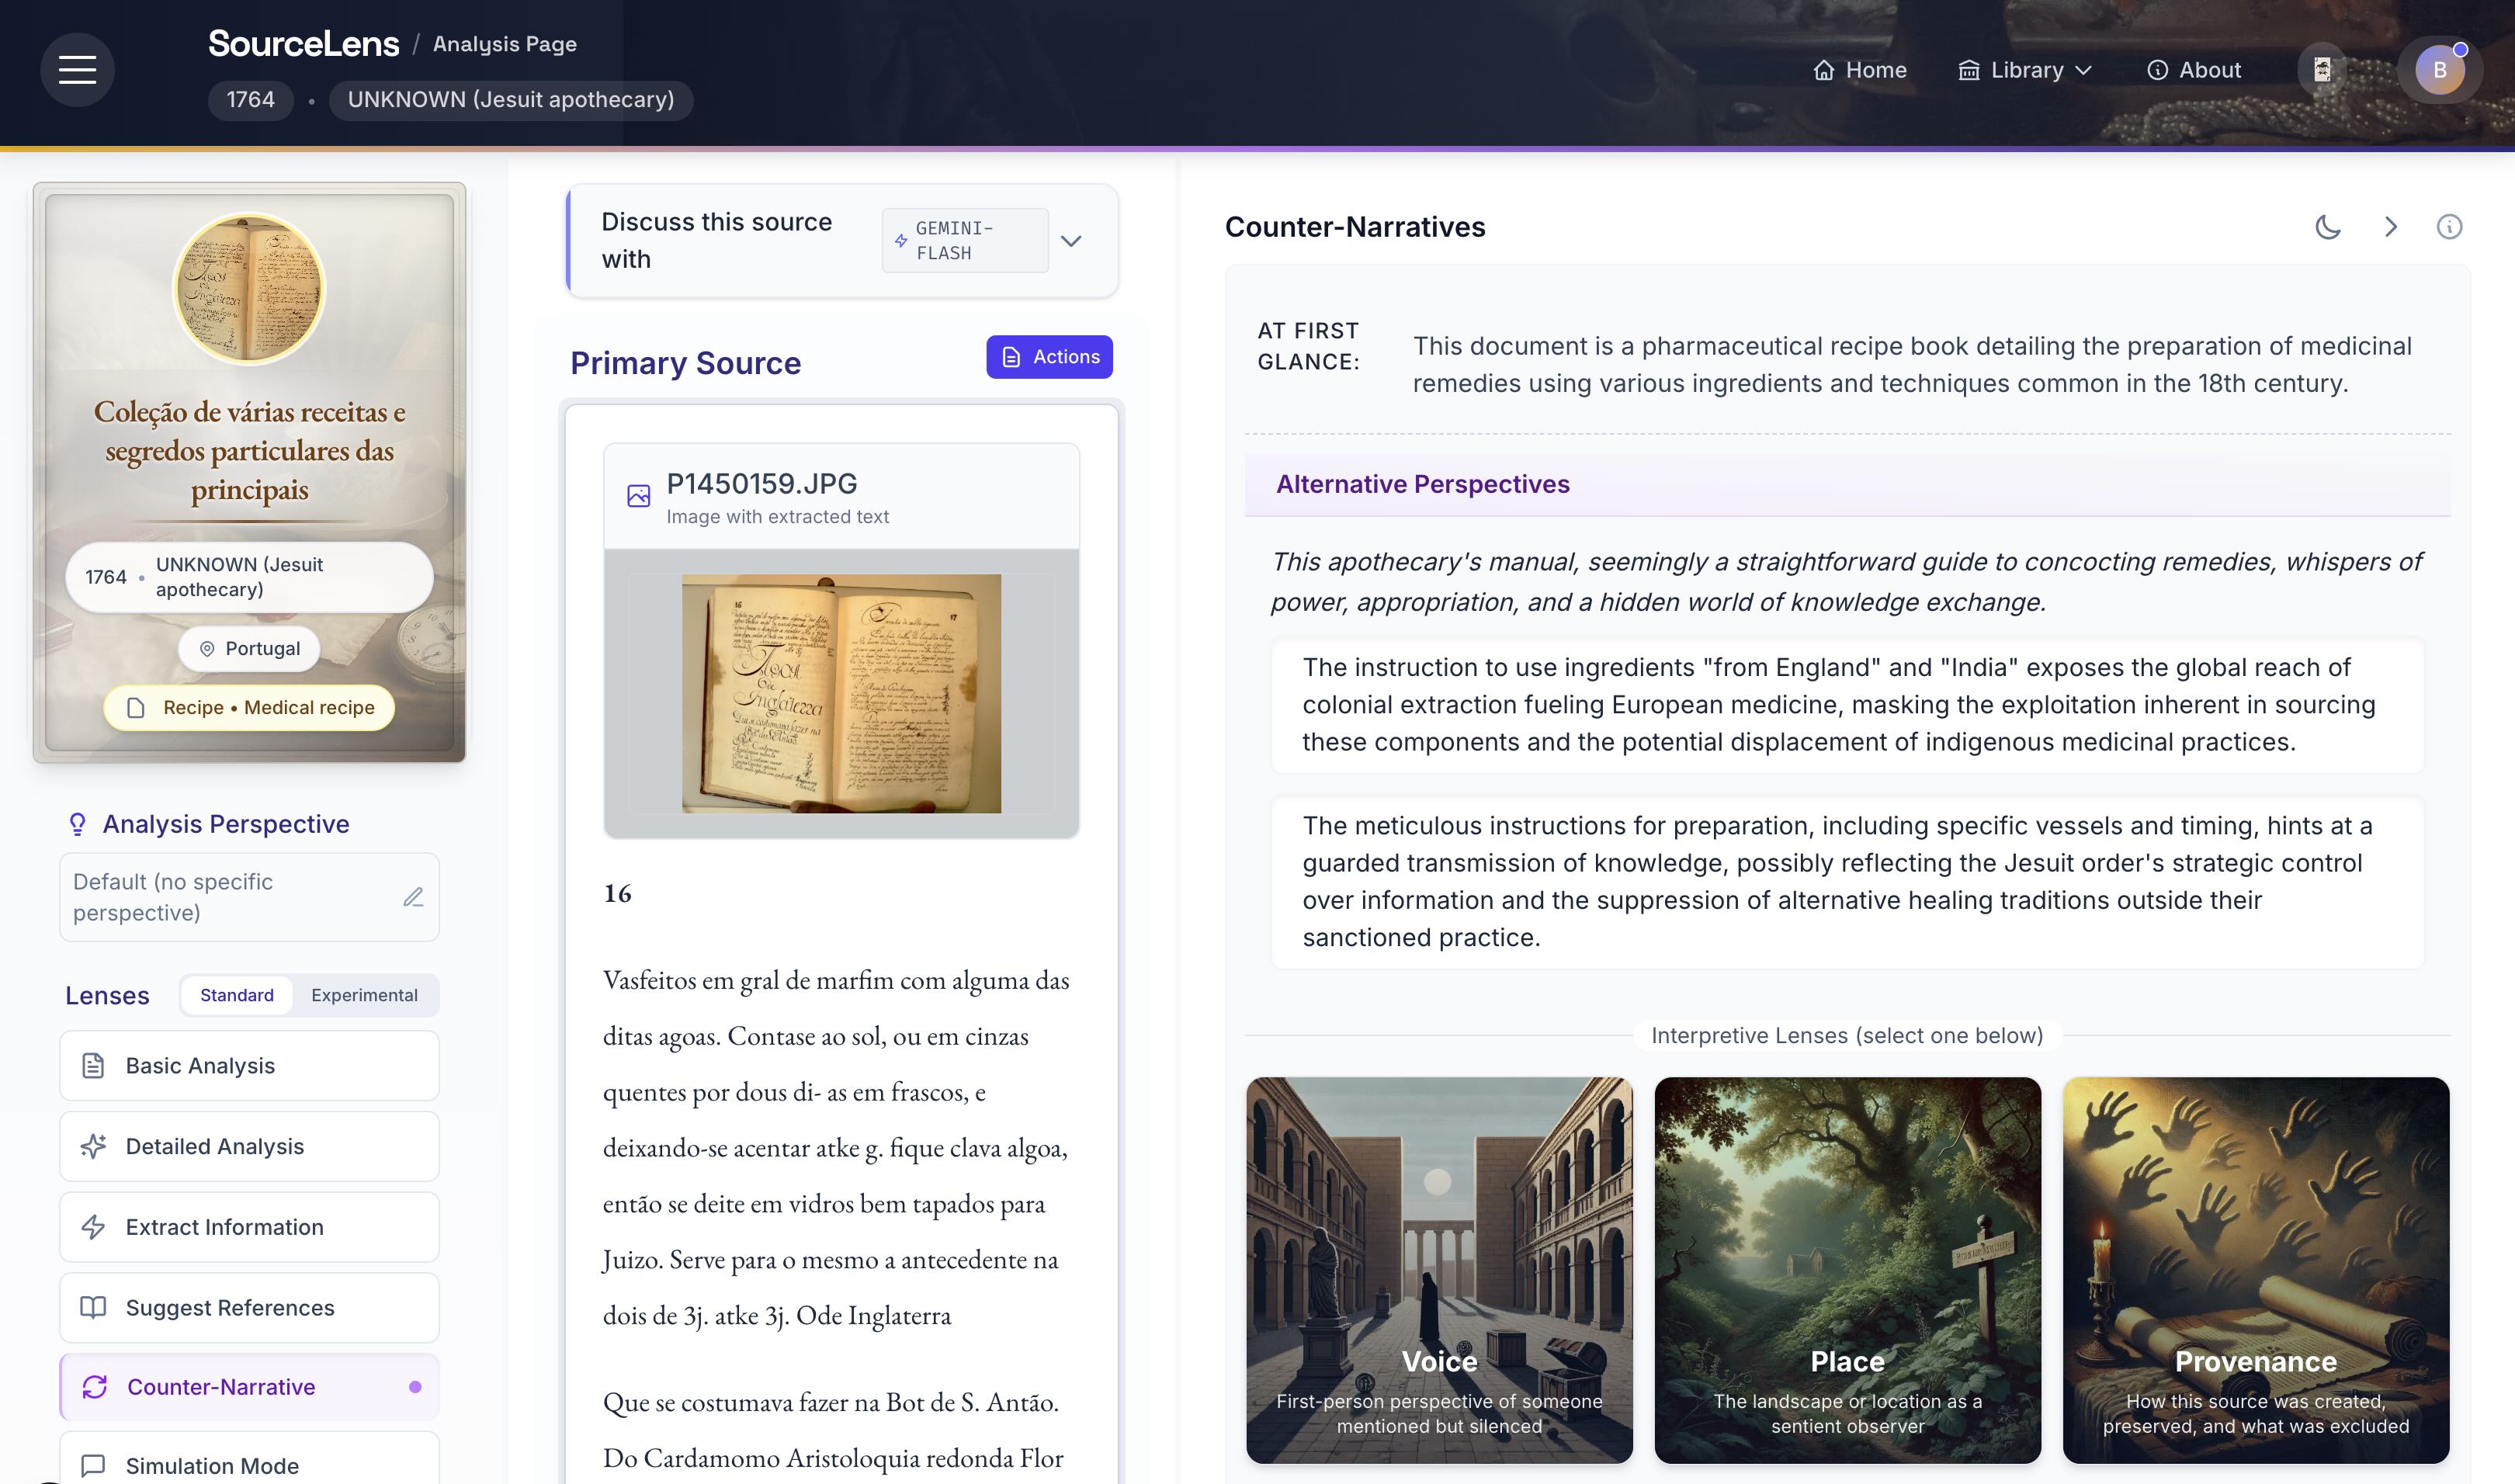 SourceLens / Analysis Page
1764 • UNKNOWN (Jesuit apothecary)
Home
Library
About
B
Coleção de várias receitas e
segredos particulares das
principais
1764 • UNKNOWN (Jesuit
apothecary)
Portugal
Recipe • Medical recipe
Analysis Perspective
Default (no specific
perspective)
Lenses
Standard
Experimental
Basic Analysis
Detailed Analysis
Extract Information
Suggest References
Counter-Narrative
Simulation Mode
Discuss this source
with
GEMINI-
FLASH
Primary Source
Actions
P1450159.JPG
Image with extracted text
16
17
Agoa
de
Inglaterra
16
Vasfeitos em gral de marfim com alguma das
ditas agoas. Contase ao sol, ou em cinzas
quentes por dous di- as em frascos, e
deixando-se acentar atke g. fique clava algoa,
então se deite em vidros bem tapados para
Juizo. Serve para o mesmo a antecedente na
dois de 3j. atke 3j. Ode Inglaterra
Que se costumava fazer na Bot de S. Antão.
Do Cardamomo Aristoloquia redonda Flor
Counter-Narratives
AT FIRST
GLANCE:
This document is a pharmaceutical recipe book detailing the preparation of medicinal
remedies using various ingredients and techniques common in the 18th century.
Alternative Perspectives
This apothecary's manual, seemingly a straightforward guide to concocting remedies, whispers of
power, appropriation, and a hidden world of knowledge exchange.
The instruction to use ingredients "from England" and "India" exposes the global reach of
colonial extraction fueling European medicine, masking the exploitation inherent in sourcing
these components and the potential displacement of indigenous medicinal practices.
The meticulous instructions for preparation, including specific vessels and timing, hints at a
guarded transmission of knowledge, possibly reflecting the Jesuit order's strategic control
over information and the suppression of alternative healing traditions outside their
sanctioned practice.
Interpretive Lenses (select one below)
Voice
First-person perspective of someone
mentioned but silenced
Place
The landscape or location as a
sentient observer
Provenance
How this source was created,
preserved, and what was excluded